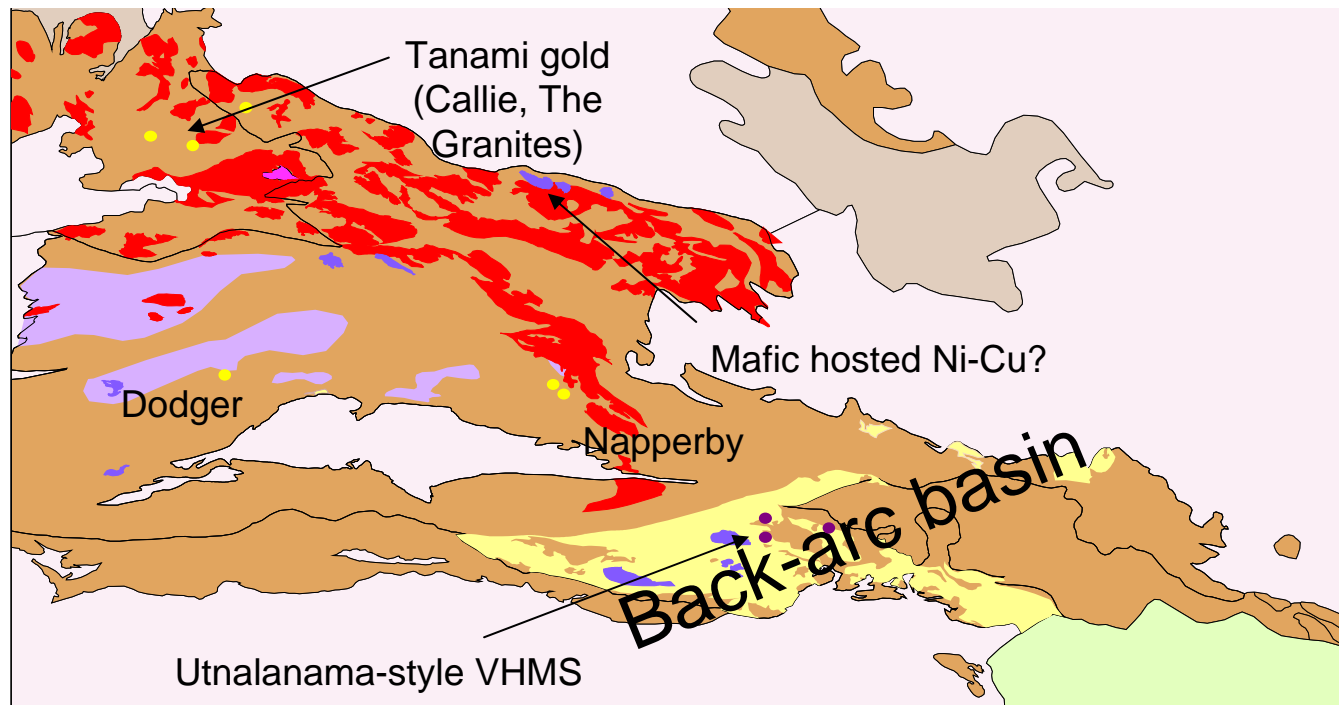 Tanami gold
(Callie, The
Granites)
Mafic hosted Ni-Cu?
Dodger
Napperby
Back-arc basin
Utnalanama-style VHMS